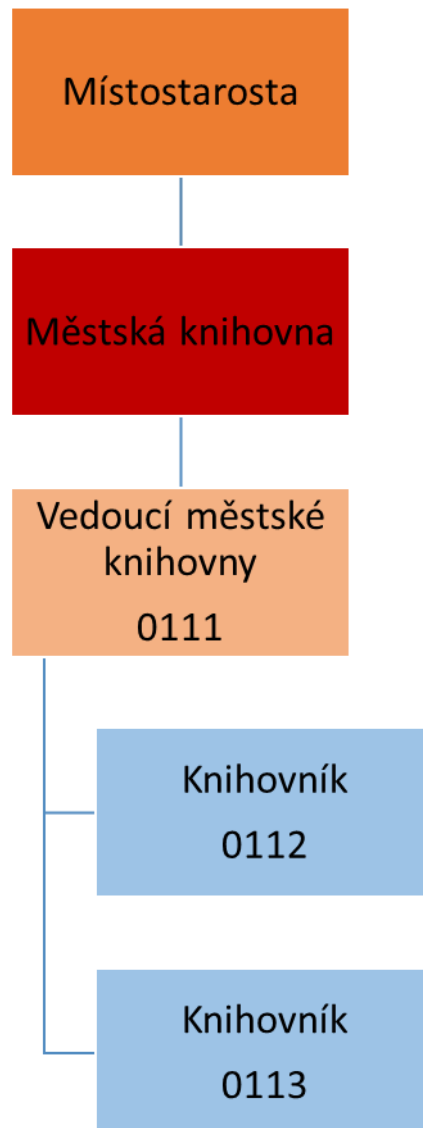 Místostarosta
Městská knihovna
Vedoucí městské
knihovny
0111
Knihovník
0112
Knihovník
0113